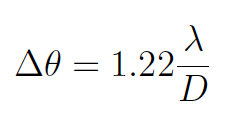 Δθ = 1.22 λ/D